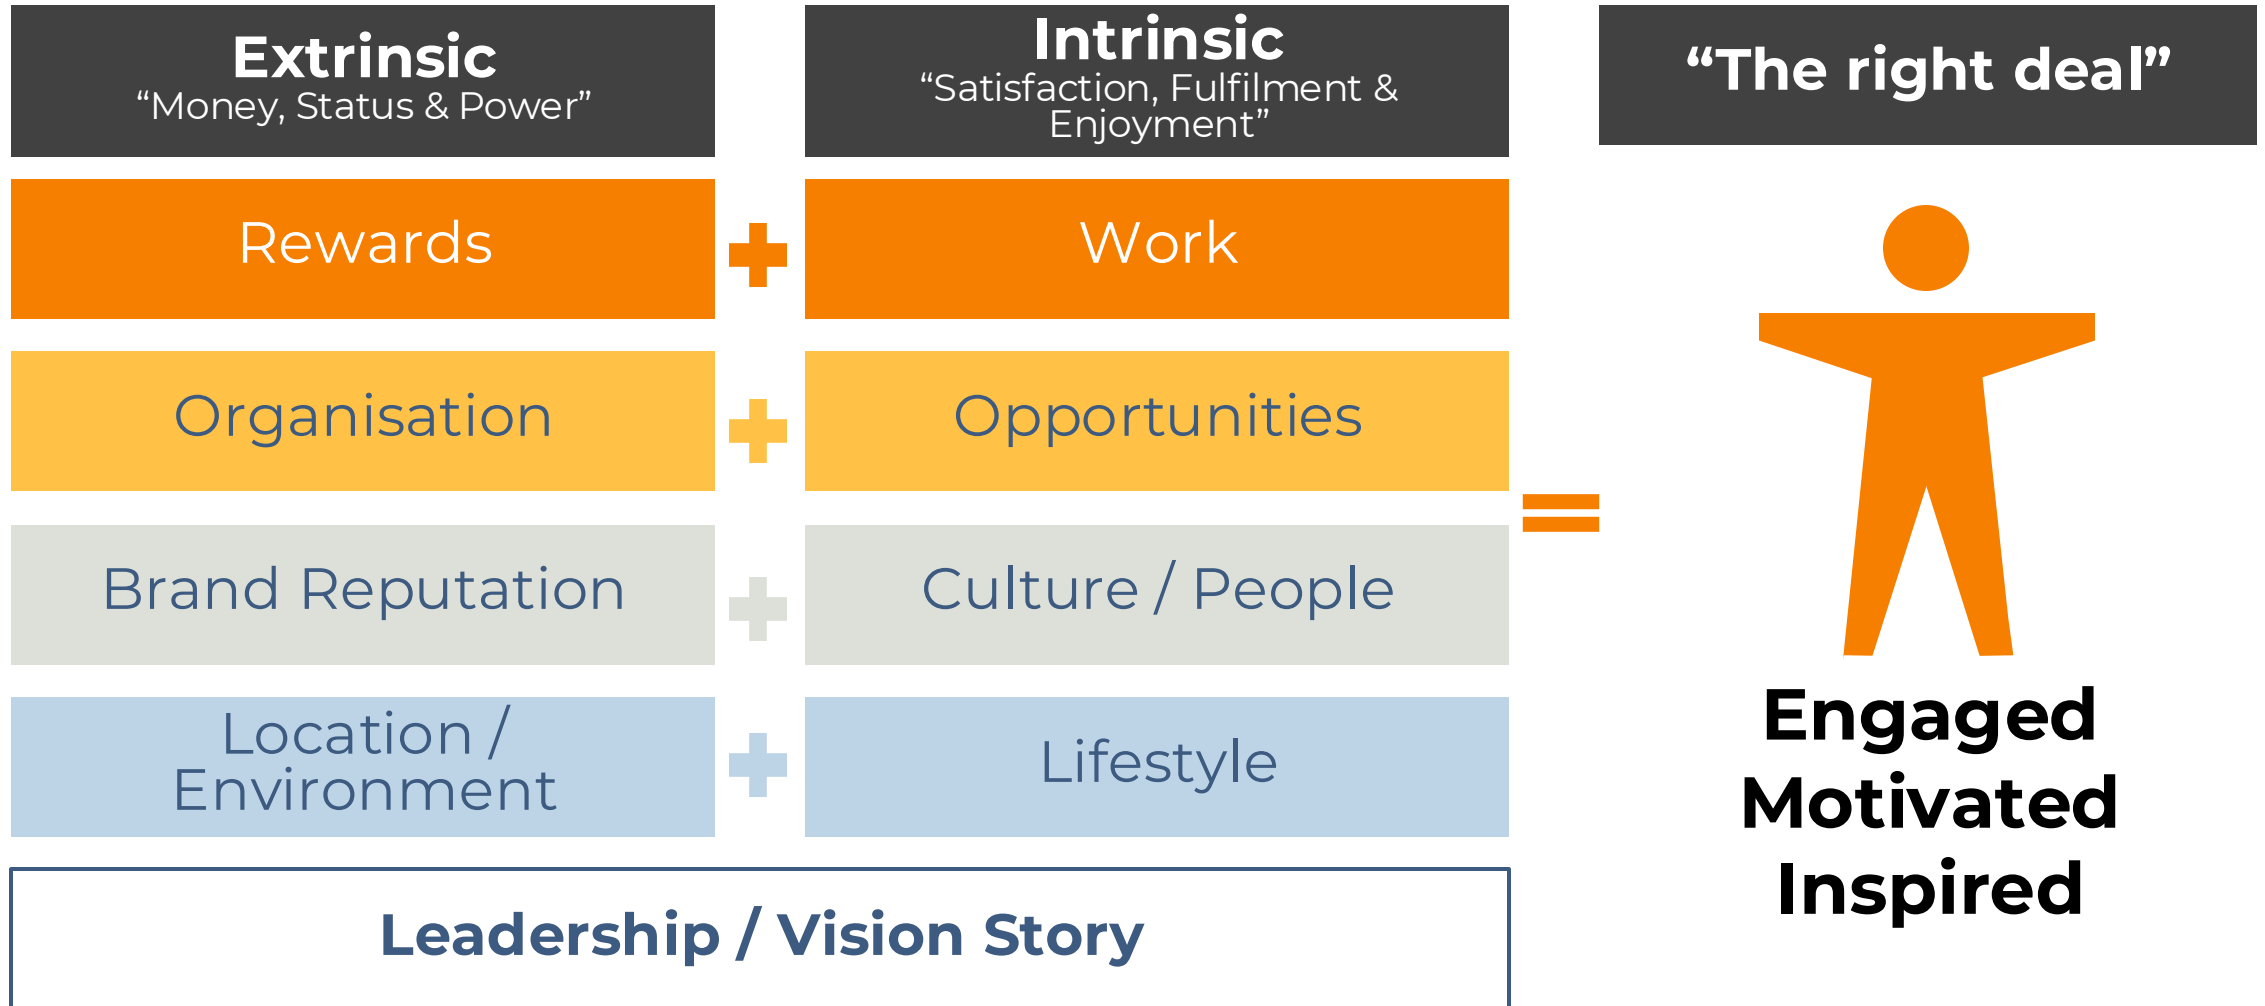 Extrinsic
“Money, Status & Power”
Intrinsic
“Satisfaction, Fulfilment &
Enjoyment”
“The right deal”
Rewards
Work
Organisation
Opportunities
Brand Reputation
Culture / People
Location /
Environment
Lifestyle
Leadership / Vision Story
Engaged
Motivated
Inspired